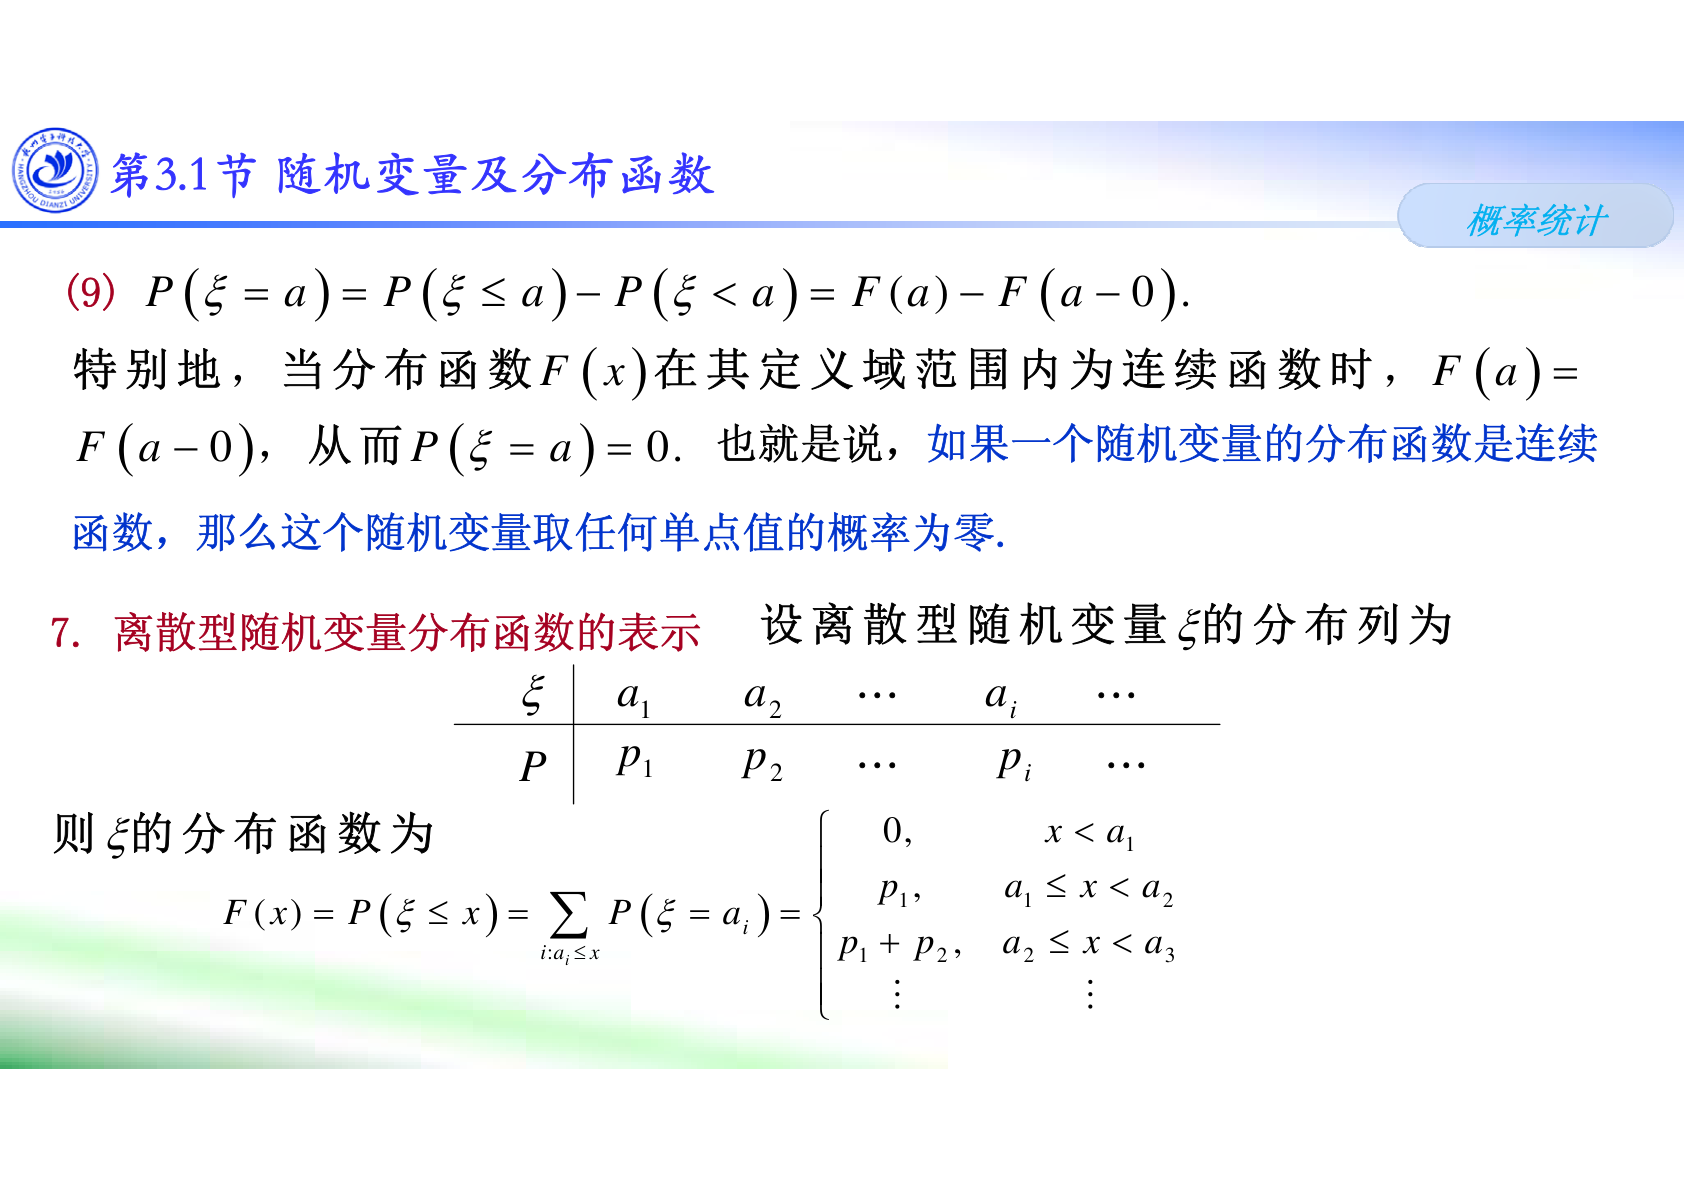 第3.1节 随机变量及分布函数
概率统计
(9) P(ξ = a) = P(ξ ≤ a) − P(ξ < a) = F(a) − F(a − 0).
特别地，当分布函数F(x)在其定义域范围内为连续函数时，F(a) =
F(a − 0)，从而P(ξ = a) = 0. 也就是说，如果一个随机变量的分布函数是连续
函数，那么这个随机变量取任何单点值的概率为零.
7. 离散型随机变量分布函数的表示 设离散型随机变量ξ的分布列为
ξ a₁ a₂ ⋯ aᵢ ⋯
P p₁ p₂ ⋯ pᵢ ⋯
则ξ的分布函数为
F(x) = P(ξ ≤ x) = ∑_{i:aᵢ≤x} P(ξ = aᵢ) = {
0, x < a₁
p₁, a₁ ≤ x < a₂
p₁ + p₂, a₂ ≤ x < a₃
⋮ ⋮